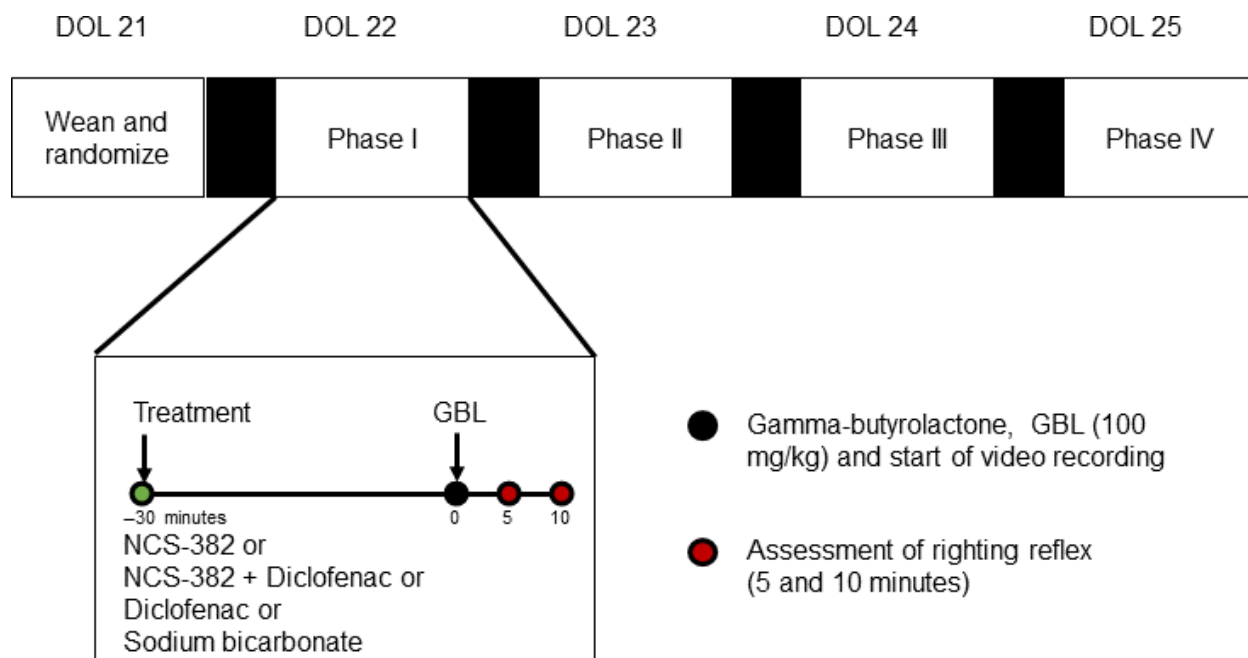 DOL 21 DOL 22 DOL 23 DOL 24 DOL 25
Wean and
randomize
Phase I
Phase II
Phase III
Phase IV
Treatment GBL
–30 minutes 0 5 10
NCS-382 or
NCS-382 + Diclofenac or
Diclofenac or
Sodium bicarbonate
Gamma-butyrolactone, GBL (100
mg/kg) and start of video recording
Assessment of righting reflex
(5 and 10 minutes)